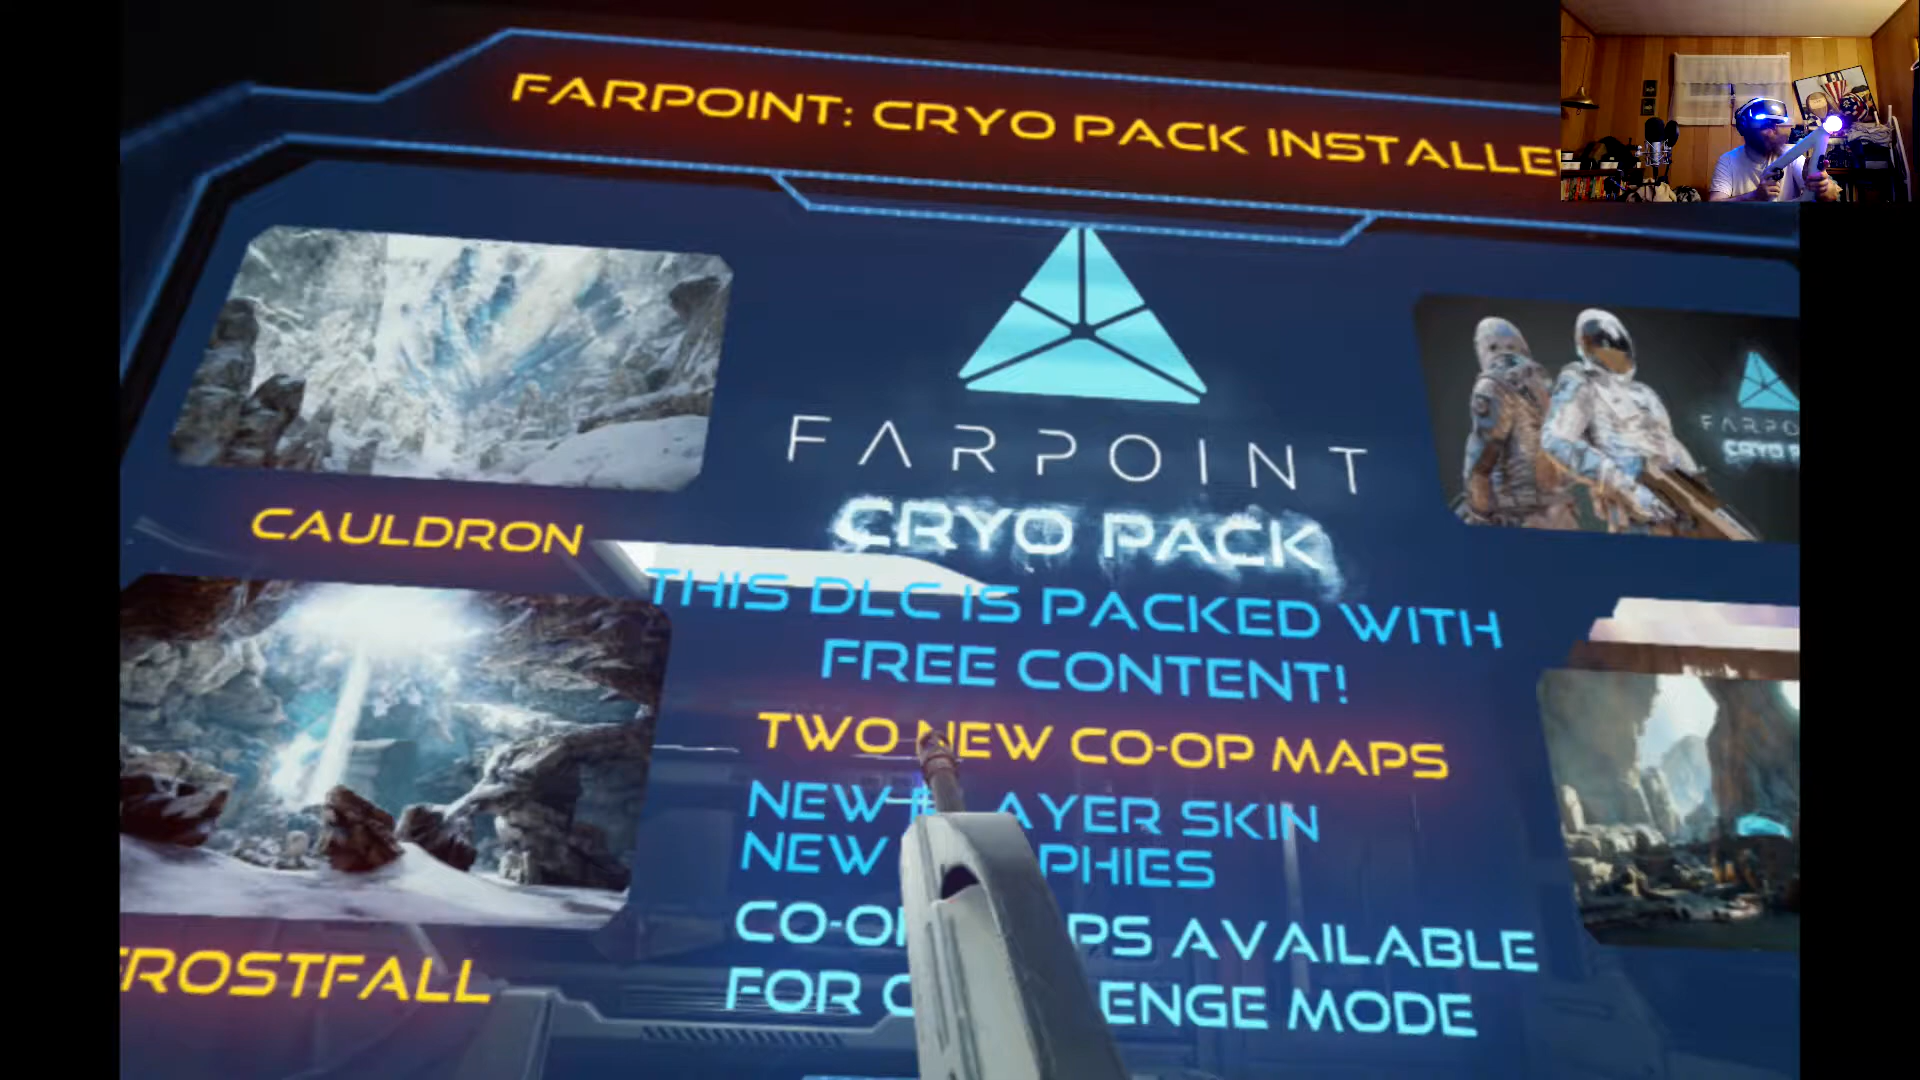 FARPOINT: CRYO PACK INSTALLE
FARPOINT
CRYO PACK
CAULDRON
THIS DLC IS PACKED WITH
FREE CONTENT!
TWO NEW CO-OP MAPS
NEW AYER SKIN
NEW PHIES
CO-O PS AVAILABLE
FOR C ENGE MODE
ROSTFALL
FARPO
CRYO P